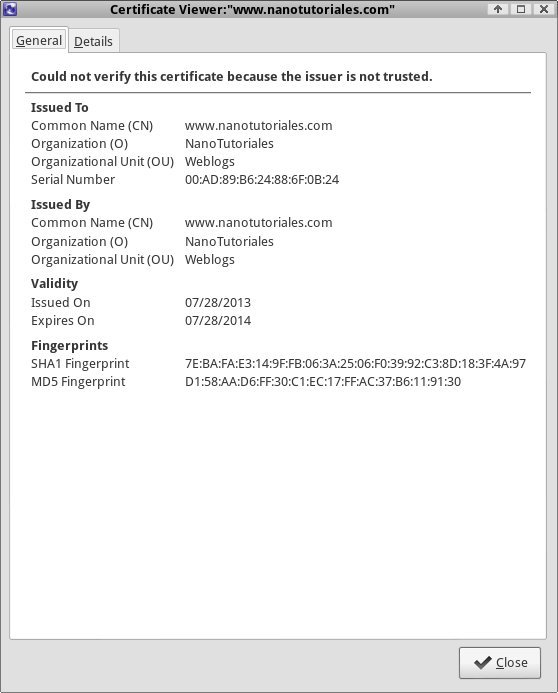 Certificate Viewer:"www.nanotutoriales.com"
General Details
Could not verify this certificate because the issuer is not trusted.
Issued To
Common Name (CN) www.nanotutoriales.com
Organization (O) NanoTutoriales
Organizational Unit (OU) Weblogs
Serial Number 00:AD:89:B6:24:88:6F:0B:24
Issued By
Common Name (CN) www.nanotutoriales.com
Organization (O) NanoTutoriales
Organizational Unit (OU) Weblogs
Validity
Issued On 07/28/2013
Expires On 07/28/2014
Fingerprints
SHA1 Fingerprint 7E:BA:FA:E3:14:9F:FB:06:3A:25:06:F0:39:92:C3:8D:18:3F:4A:97
MD5 Fingerprint D1:58:AA:D6:FF:30:C1:EC:17:FF:AC:37:B6:11:91:30
Close